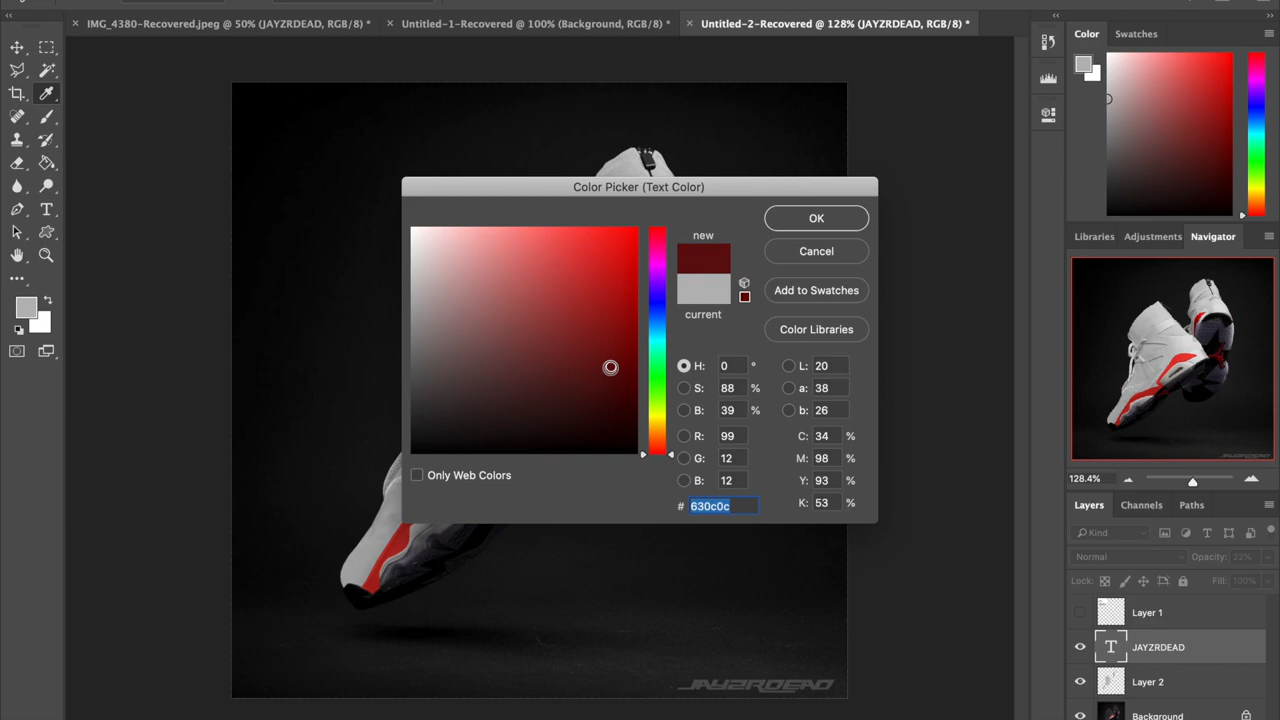 IMG_4380-Recovered.jpeg @ 50% (JAYZRDEAD, RGB/8) *
Untitled-1-Recovered @ 100% (Background, RGB/8) *
Untitled-2-Recovered @ 128% (JAYZRDEAD, RGB/8) *
Color Swatches
Color Picker (Text Color)
new
current
OK
Cancel
Add to Swatches
Color Libraries
H: 0 °
S: 88 %
B: 39 %
R: 99
G: 12
B: 12
# 630c0c
L: 20
a: 38
b: 26
C: 34 %
M: 98 %
Y: 93 %
K: 53 %
Only Web Colors
JAYZRDEAD
Libraries Adjustments Navigator
JAYZRDEAD
128.4%
Layers Channels Paths
Kind
Normal Opacity: 22%
Lock: Fill: 100%
Layer 1
T JAYZRDEAD
Layer 2
Background